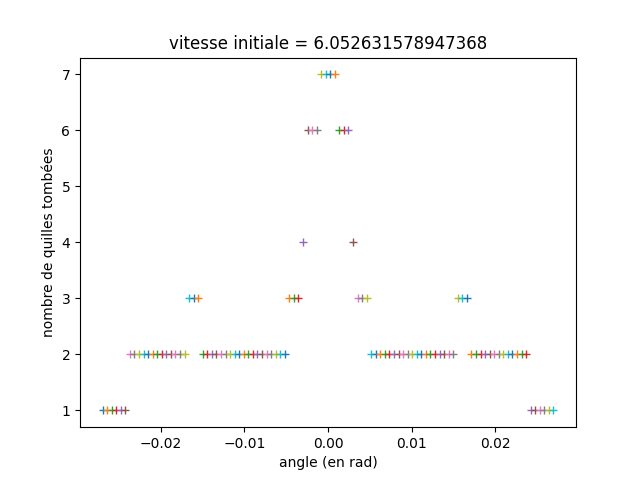 vitesse initiale = 6.052631578947368
7
6
5
4
3
2
1
nombre de quilles tombées
−0.02 −0.01 0.00 0.01 0.02
angle (en rad)